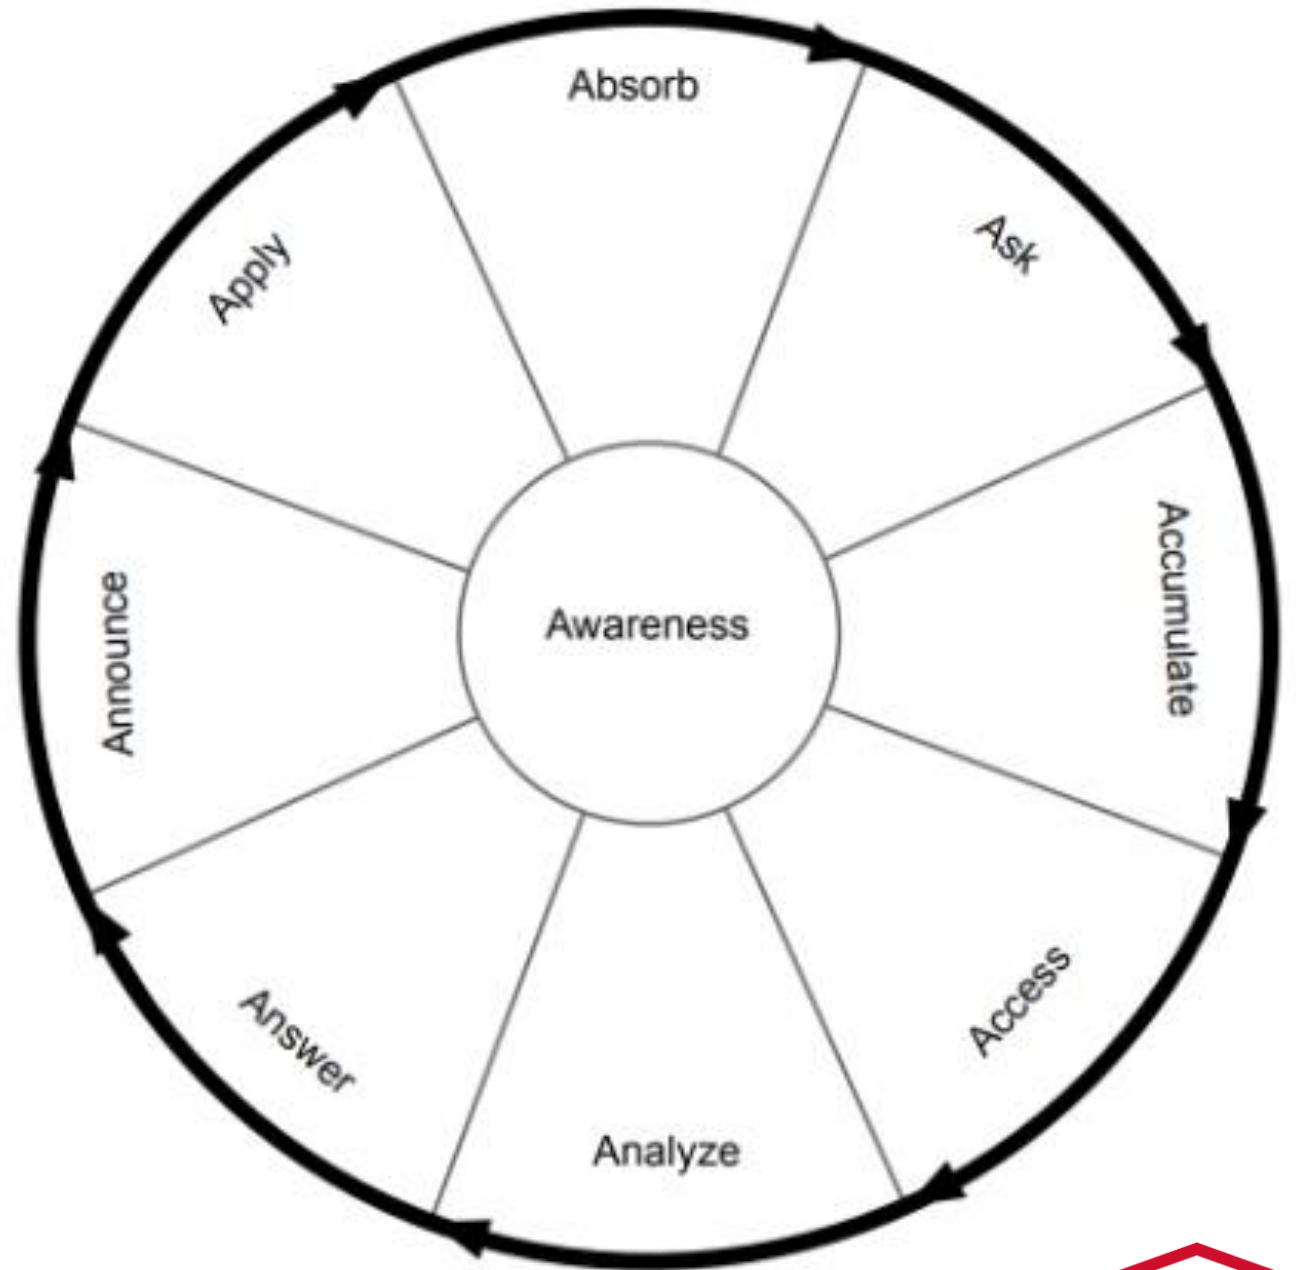 Absorb
Ask
Accumulate
Access
Analyze
Answer
Announce
Apply
Awareness